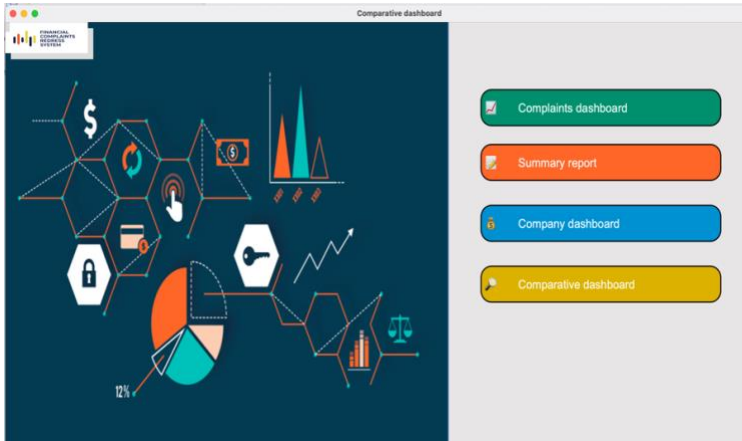 Comparative dashboard
FINANCIAL
COMPLAINTS
REDRESS
SYSTEM
$
$
12%
Complaints dashboard
Summary report
Company dashboard
Comparative dashboard